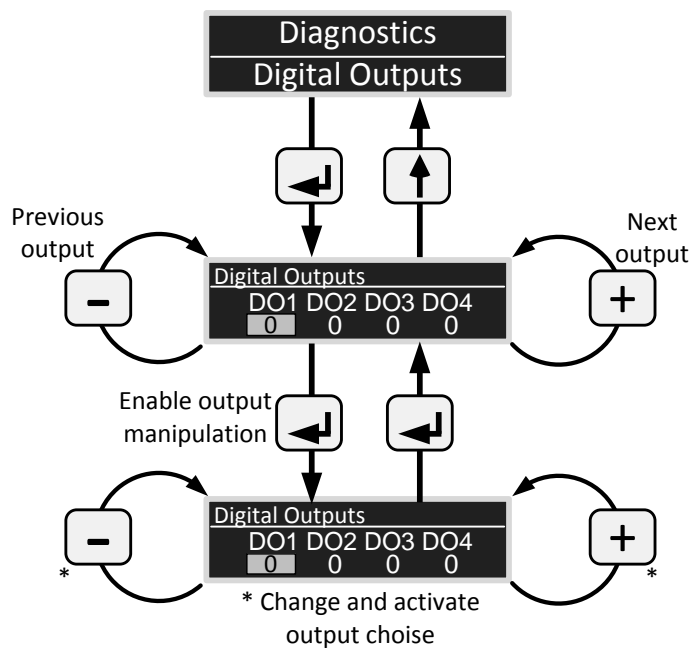 Diagnostics
Digital Outputs
Previous
output
Next
output
-
+
Digital Outputs
DO1 DO2 DO3 DO4
0 0 0 0
Enable output
manipulation
-
+
Digital Outputs
DO1 DO2 DO3 DO4
0 0 0 0
* *
* Change and activate
output choise